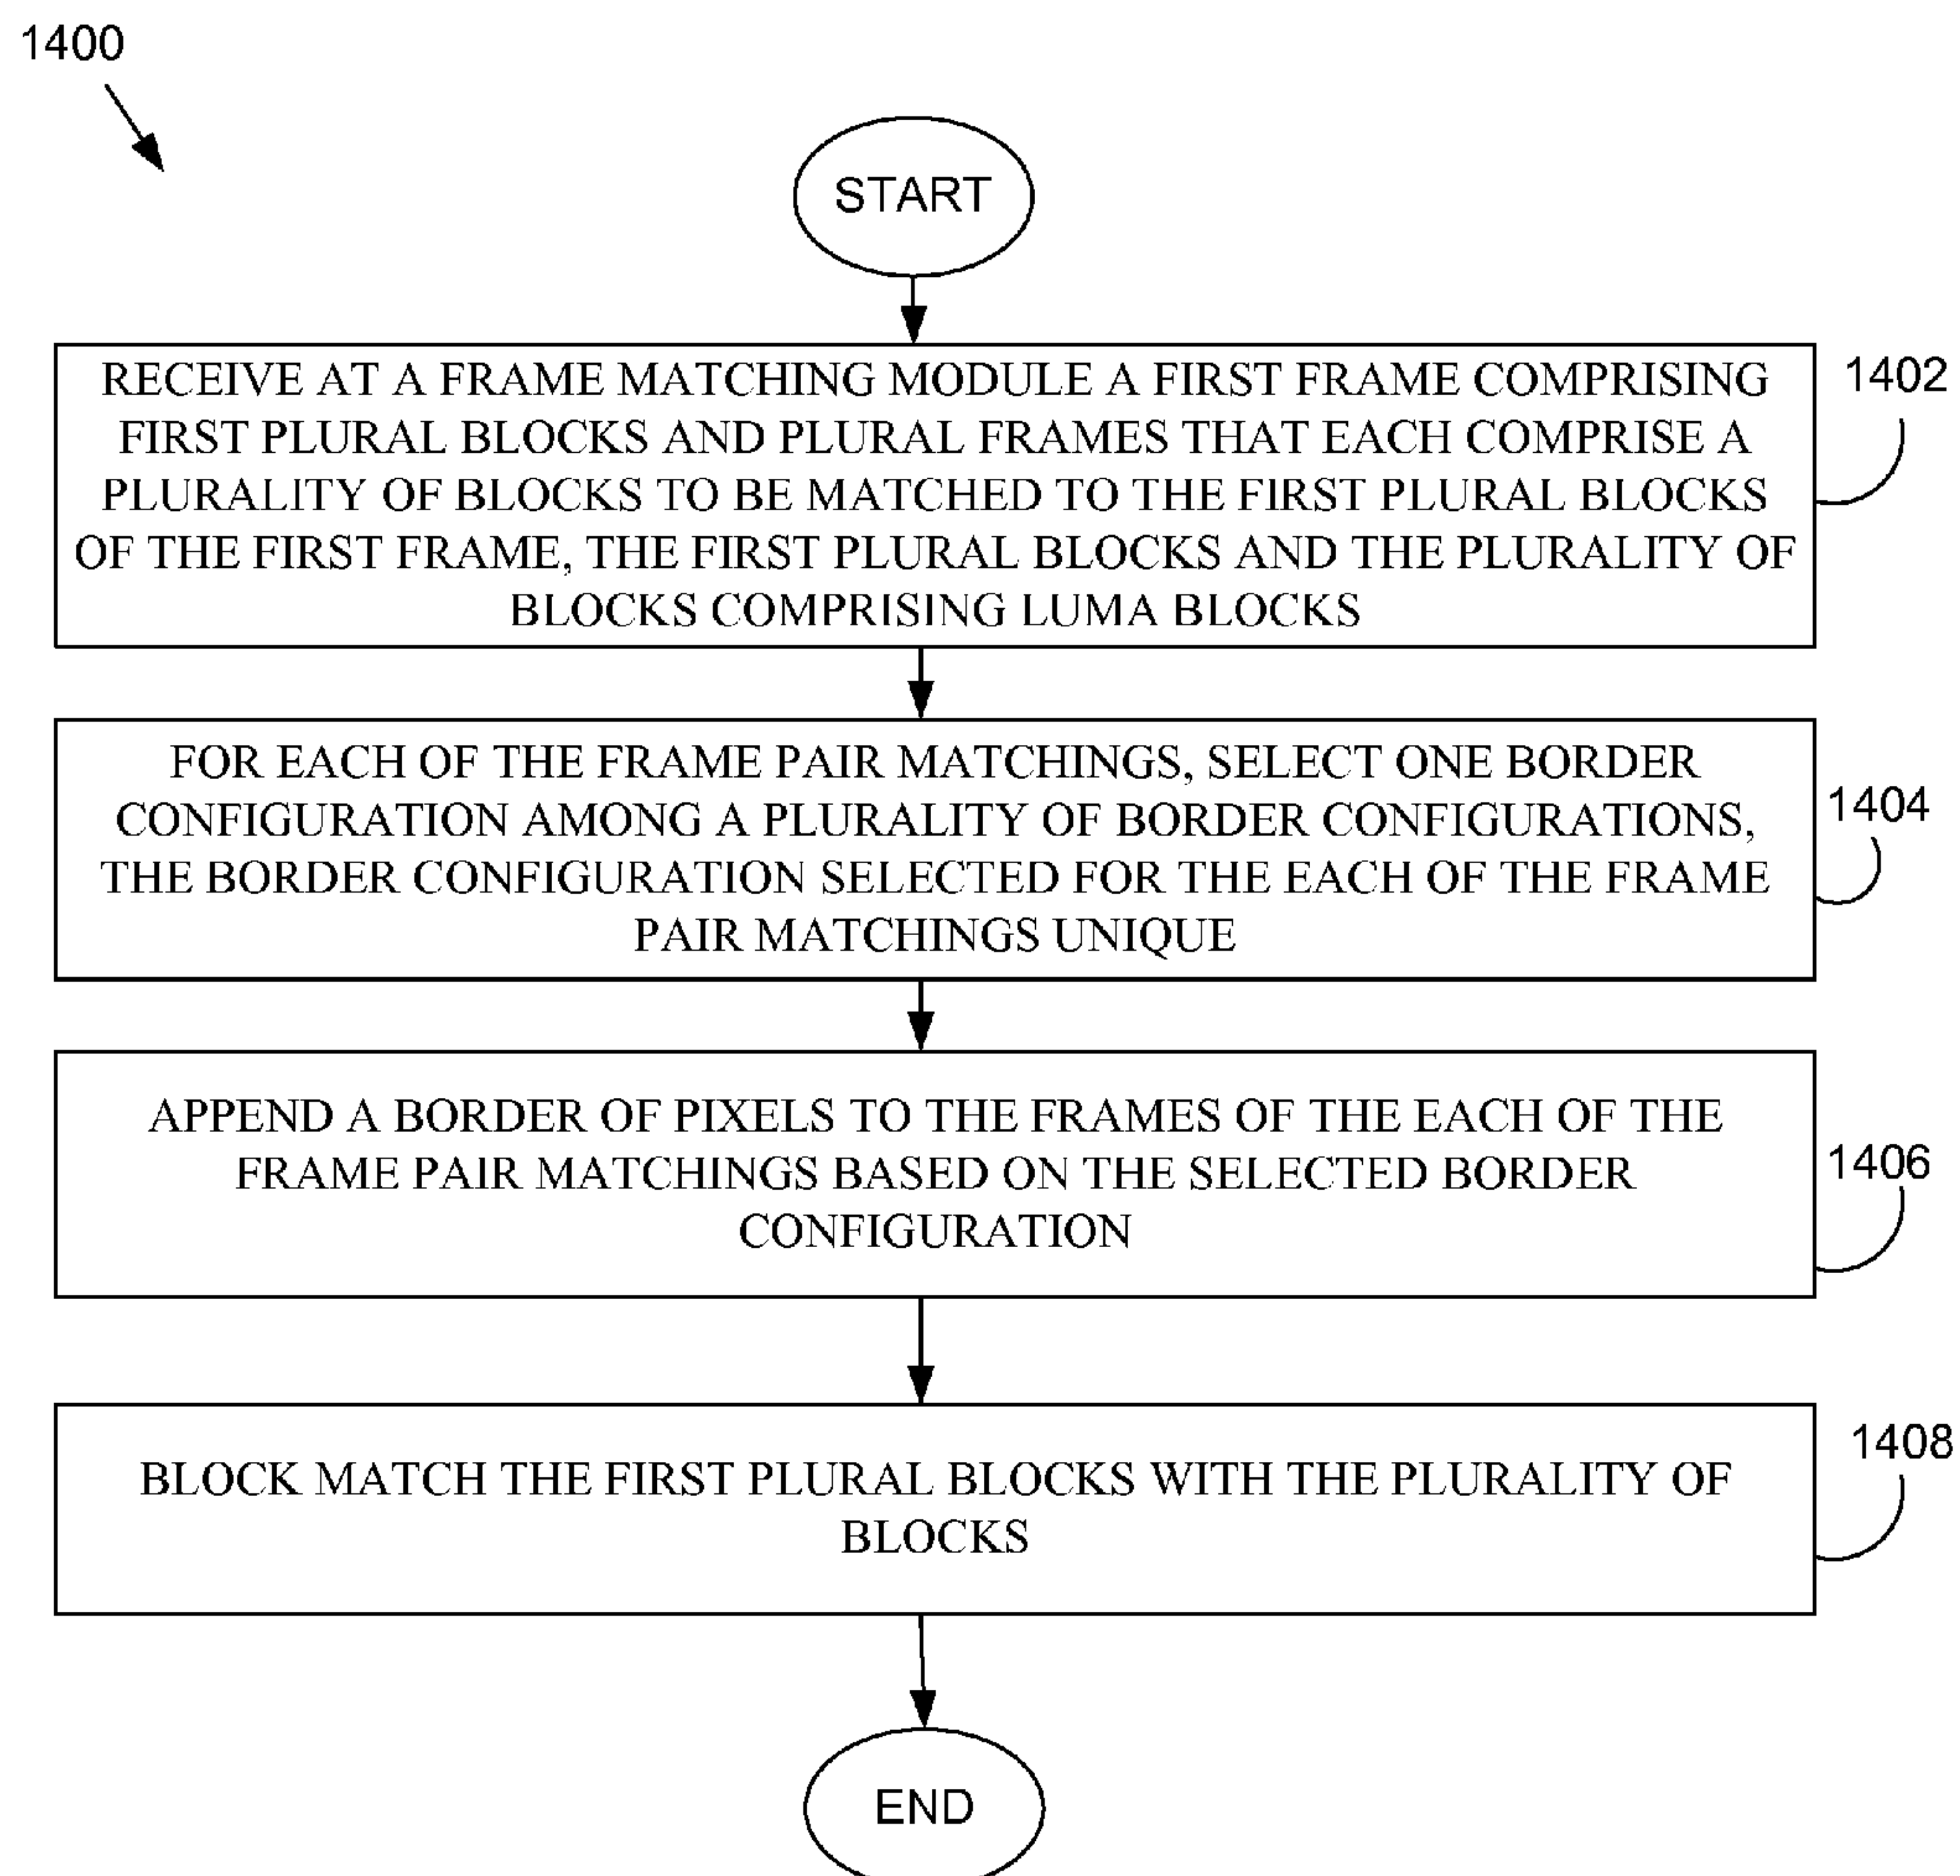 1400
START
RECEIVE AT A FRAME MATCHING MODULE A FIRST FRAME COMPRISING
FIRST PLURAL BLOCKS AND PLURAL FRAMES THAT EACH COMPRISE A
PLURALITY OF BLOCKS TO BE MATCHED TO THE FIRST PLURAL BLOCKS
OF THE FIRST FRAME, THE FIRST PLURAL BLOCKS AND THE PLURALITY OF
BLOCKS COMPRISING LUMA BLOCKS
1402
FOR EACH OF THE FRAME PAIR MATCHINGS, SELECT ONE BORDER
CONFIGURATION AMONG A PLURALITY OF BORDER CONFIGURATIONS,
THE BORDER CONFIGURATION SELECTED FOR THE EACH OF THE FRAME
PAIR MATCHINGS UNIQUE
1404
APPEND A BORDER OF PIXELS TO THE FRAMES OF THE EACH OF THE
FRAME PAIR MATCHINGS BASED ON THE SELECTED BORDER
CONFIGURATION
1406
BLOCK MATCH THE FIRST PLURAL BLOCKS WITH THE PLURALITY OF
BLOCKS
1408
END